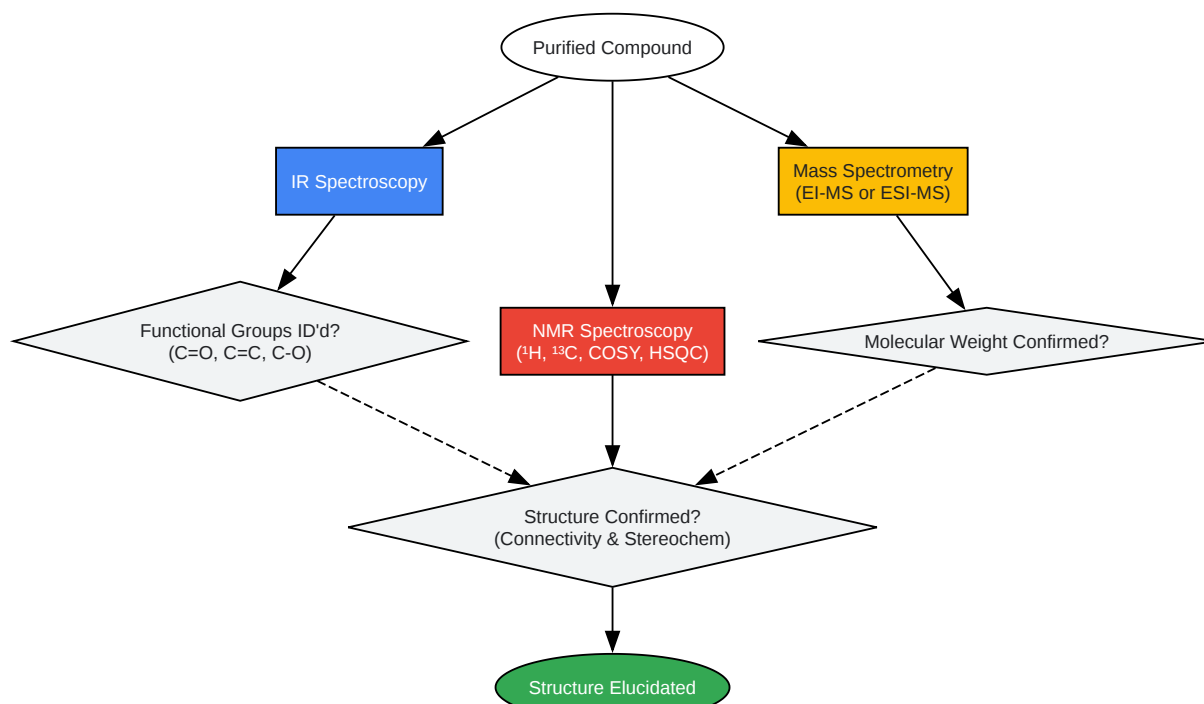 Purified Compound
IR Spectroscopy
Mass Spectrometry
(EI-MS or ESI-MS)
Functional Groups ID'd?
(C=O, C=C, C-O)
NMR Spectroscopy
(¹H, ¹³C, COSY, HSQC)
Molecular Weight Confirmed?
Structure Confirmed?
(Connectivity & Stereochem)
Structure Elucidated